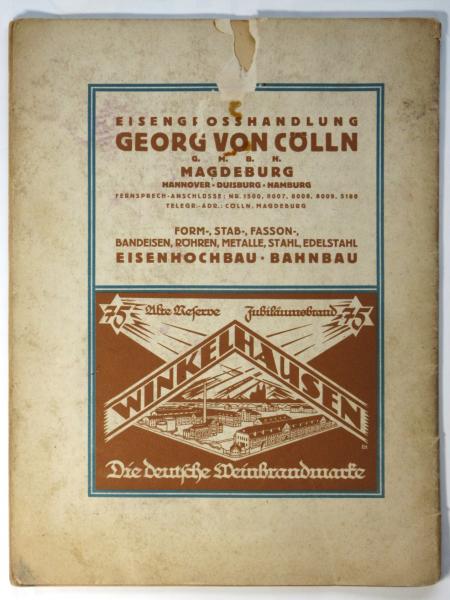 EISENGROSSHANDLUNG
GEORG VON CÖLLN
G. M. B. H.
MAGDEBURG
HANNOVER • DUISBURG • HAMBURG
FERNSPRECH-ANSCHLÜSSE: NR. 1500, 8007, 8008, 8009, 5180
TELEGR.-ADR.: CÖLLN, MAGDEBURG
FORM-, STAB-, FASSON-,
BANDEISEN, RÖHREN, METALLE, STAHL, EDELSTAHL
EISENHOCHBAU • BAHNBAU
75 Alte Reserve Jubiläumsbrand 75
WINKELHAUSEN
Die deutsche Weinbrandmarke